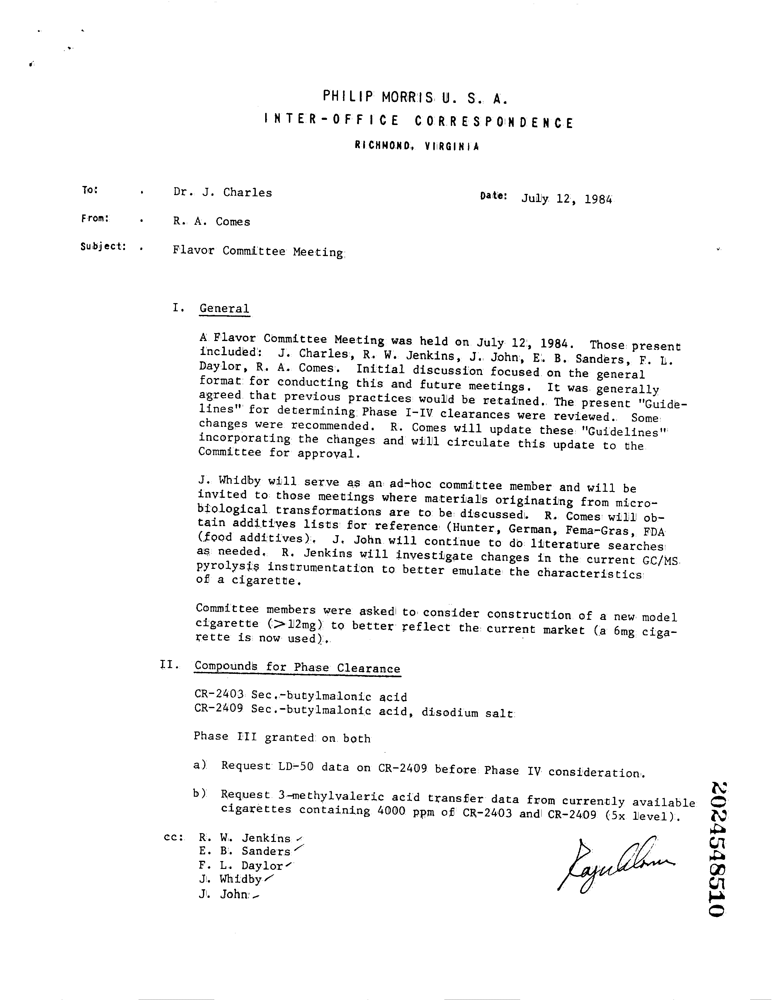 PHILIP MORRIS U. S. A.
INTER-OFFICE CORRESPONDENCE
RICHMOND, VIRGINIA
To: . Dr. J. Charles Date: July 12, 1984
From: . R. A. Comes
Subject: . Flavor Committee Meeting
I. General
A Flavor Committee Meeting was held on July 12, 1984. Those present
included: J. Charles, R. W. Jenkins, J. John, E. B. Sanders, F. L.
Daylor, R. A. Comes. Initial discussion focused on the general
format for conducting this and future meetings. It was generally
agreed that previous practices would be retained. The present "Guide-
lines" for determining Phase I-IV clearances were reviewed. Some
changes were recommended. R. Comes will update these "Guidelines"
incorporating the changes and will circulate this update to the
Committee for approval.
J. Whidby will serve as an ad-hoc committee member and will be
invited to those meetings where materials originating from micro-
biological transformations are to be discussed. R. Comes will ob-
tain additives lists for reference (Hunter, German, Fema-Gras, FDA
(food additives). J. John will continue to do literature searches
as needed. R. Jenkins will investigate changes in the current GC/MS
pyrolysis instrumentation to better emulate the characteristics
of a cigarette.
Committee members were asked to consider construction of a new model
cigarette (>12mg) to better reflect the current market (a 6mg ciga-
rette is now used).
II. Compounds for Phase Clearance
CR-2403 Sec.-butylmalonic acid
CR-2409 Sec.-butylmalonic acid, disodium salt
Phase III granted on both
a) Request LD-50 data on CR-2409 before Phase IV consideration.
b) Request 3-methylvaleric acid transfer data from currently available
cigarettes containing 4000 ppm of CR-2403 and CR-2409 (5x level).
cc: R. W. Jenkins
E. B. Sanders
F. L. Daylor
J. Whidby
J. John
2024548510